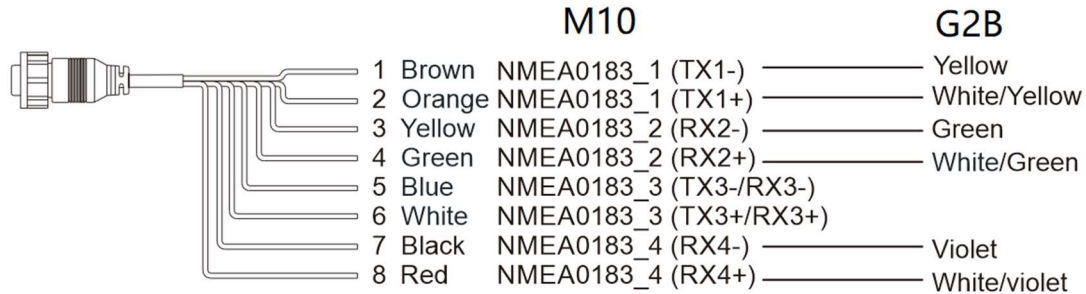 M10 G2B
1 Brown NMEA0183_1 (TX1-) Yellow
2 Orange NMEA0183_1 (TX1+) White/Yellow
3 Yellow NMEA0183_2 (RX2-) Green
4 Green NMEA0183_2 (RX2+) White/Green
5 Blue NMEA0183_3 (TX3-/RX3-)
6 White NMEA0183_3 (TX3+/RX3+)
7 Black NMEA0183_4 (RX4-) Violet
8 Red NMEA0183_4 (RX4+) White/violet